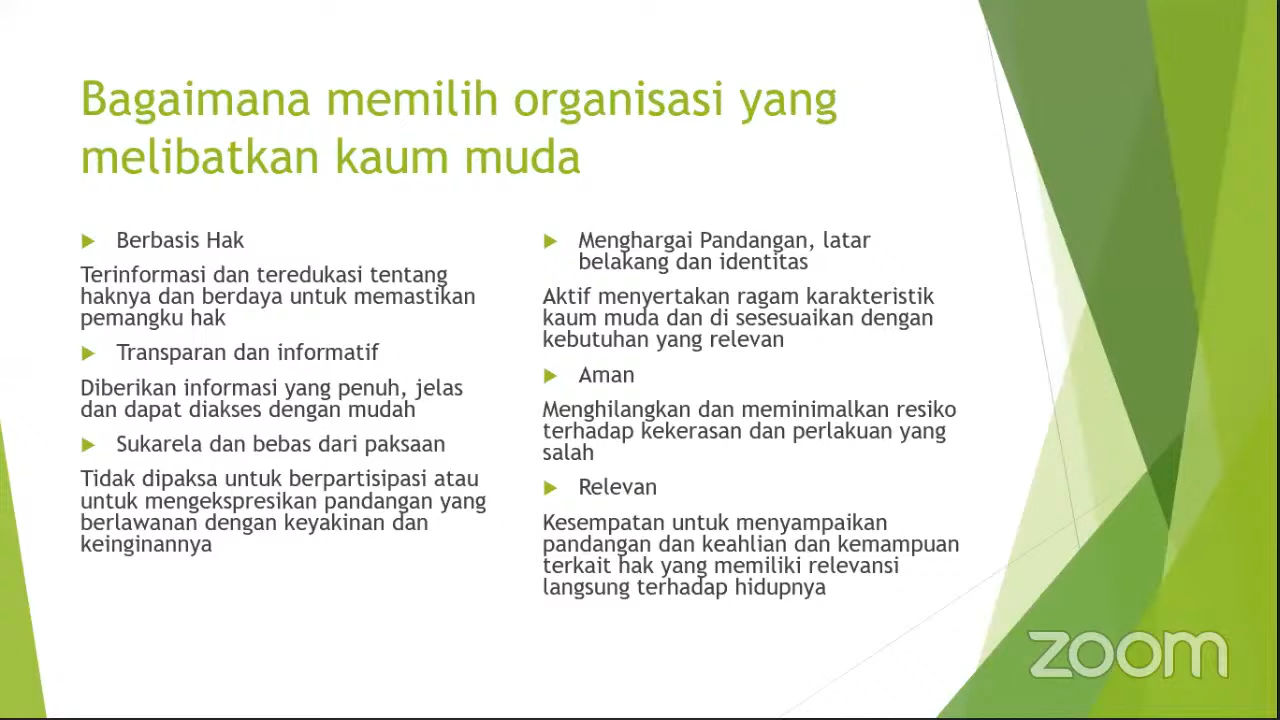 Bagaimana memilih organisasi yang
melibatkan kaum muda
Berbasis Hak
Terinformasi dan teredukasi tentang
haknya dan berdaya untuk memastikan
pemangku hak
Transparan dan informatif
Diberikan informasi yang penuh, jelas
dan dapat diakses dengan mudah
Sukarela dan bebas dari paksaan
Tidak dipaksa untuk berpartisipasi atau
untuk mengekspresikan pandangan yang
berlawanan dengan keyakinan dan
keinginannya
Menghargai Pandangan, latar
belakang dan identitas
Aktif menyertakan ragam karakteristik
kaum muda dan di sesesuaikan dengan
kebutuhan yang relevan
Aman
Menghilangkan dan meminimalkan resiko
terhadap kekerasan dan perlakuan yang
salah
Relevan
Kesempatan untuk menyampaikan
pandangan dan keahlian dan kemampuan
terkait hak yang memiliki relevansi
langsung terhadap hidupnya
zoom